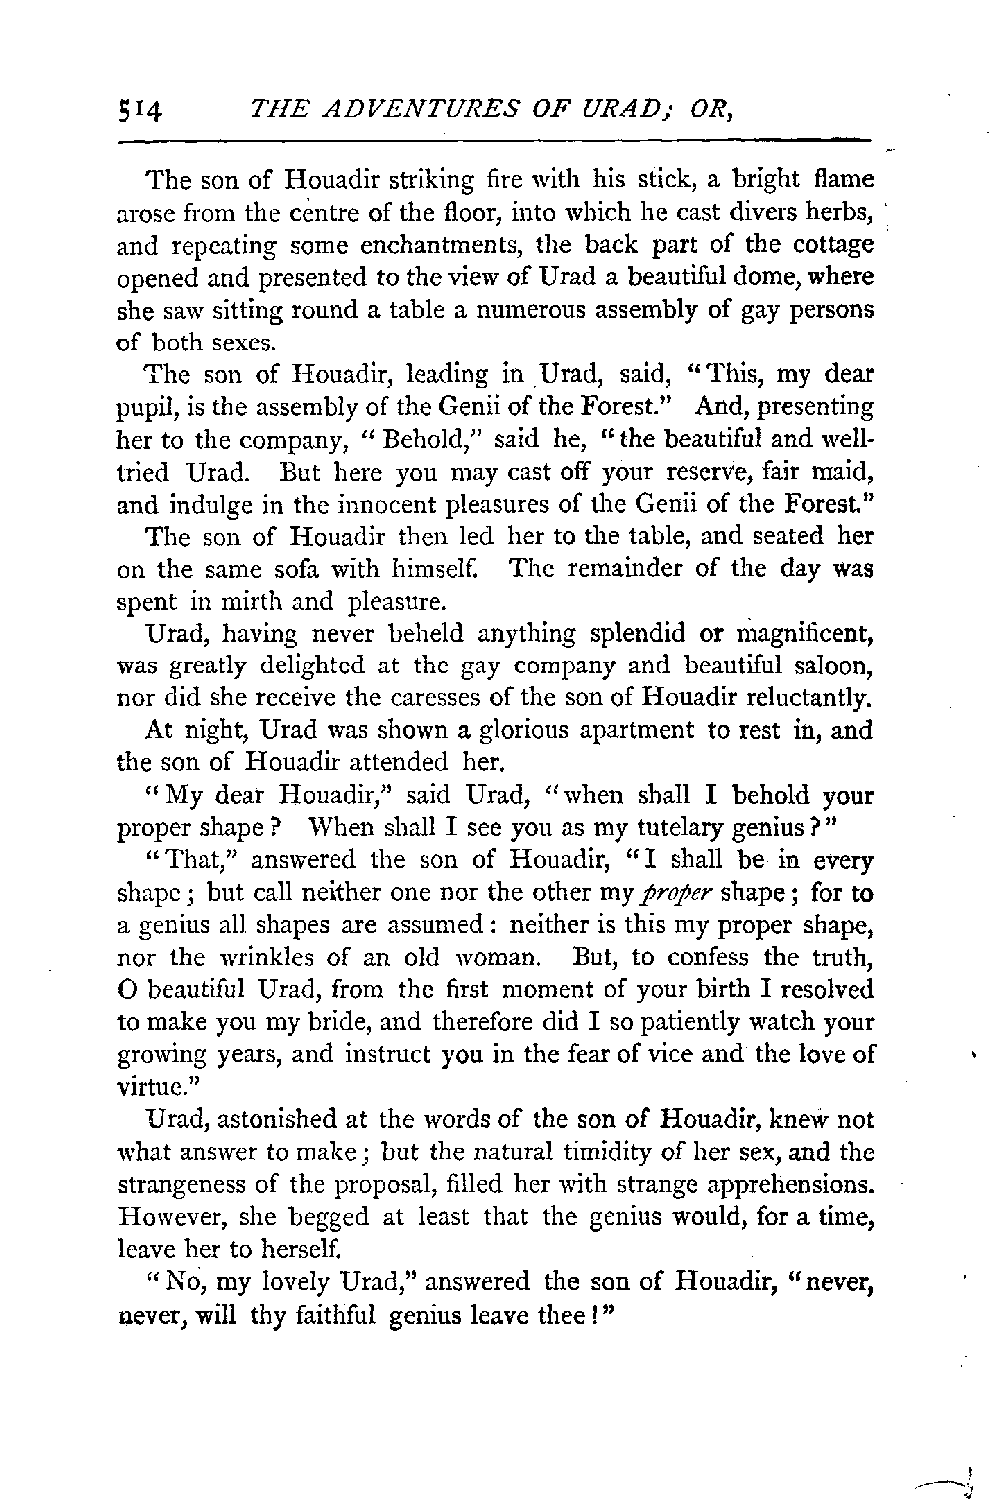 514 THE ADVENTURES OF URAD; OR,
The son of Houadir striking fire with his stick, a bright flame
arose from the centre of the floor, into which he cast divers herbs,
and repeating some enchantments, the back part of the cottage
opened and presented to the view of Urad a beautiful dome, where
she saw sitting round a table a numerous assembly of gay persons
of both sexes.
The son of Houadir, leading in Urad, said, "This, my dear
pupil, is the assembly of the Genii of the Forest." And, presenting
her to the company, "Behold," said he, "the beautiful and well-
tried Urad. But here you may cast off your reserve, fair maid,
and indulge in the innocent pleasures of the Genii of the Forest."
The son of Houadir then led her to the table, and seated her
on the same sofa with himself. The remainder of the day was
spent in mirth and pleasure.
Urad, having never beheld anything splendid or magnificent,
was greatly delighted at the gay company and beautiful saloon,
nor did she receive the caresses of the son of Houadir reluctantly.
At night, Urad was shown a glorious apartment to rest in, and
the son of Houadir attended her.
"My dear Houadir," said Urad, "when shall I behold your
proper shape? When shall I see you as my tutelary genius?"
"That," answered the son of Houadir, "I shall be in every
shape; but call neither one nor the other my proper shape; for to
a genius all shapes are assumed: neither is this my proper shape,
nor the wrinkles of an old woman. But, to confess the truth,
O beautiful Urad, from the first moment of your birth I resolved
to make you my bride, and therefore did I so patiently watch your
growing years, and instruct you in the fear of vice and the love of
virtue."
Urad, astonished at the words of the son of Houadir, knew not
what answer to make; but the natural timidity of her sex, and the
strangeness of the proposal, filled her with strange apprehensions.
However, she begged at least that the genius would, for a time,
leave her to herself.
"No, my lovely Urad," answered the son of Houadir, "never,
never, will thy faithful genius leave thee!"